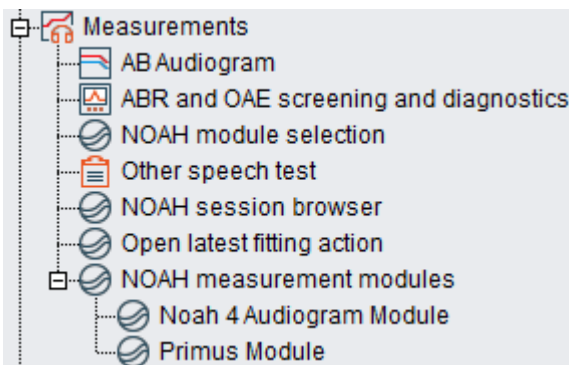 Measurements
AB Audiogram
ABR and OAE screening and diagnostics
NOAH module selection
Other speech test
NOAH session browser
Open latest fitting action
NOAH measurement modules
Noah 4 Audiogram Module
Primus Module